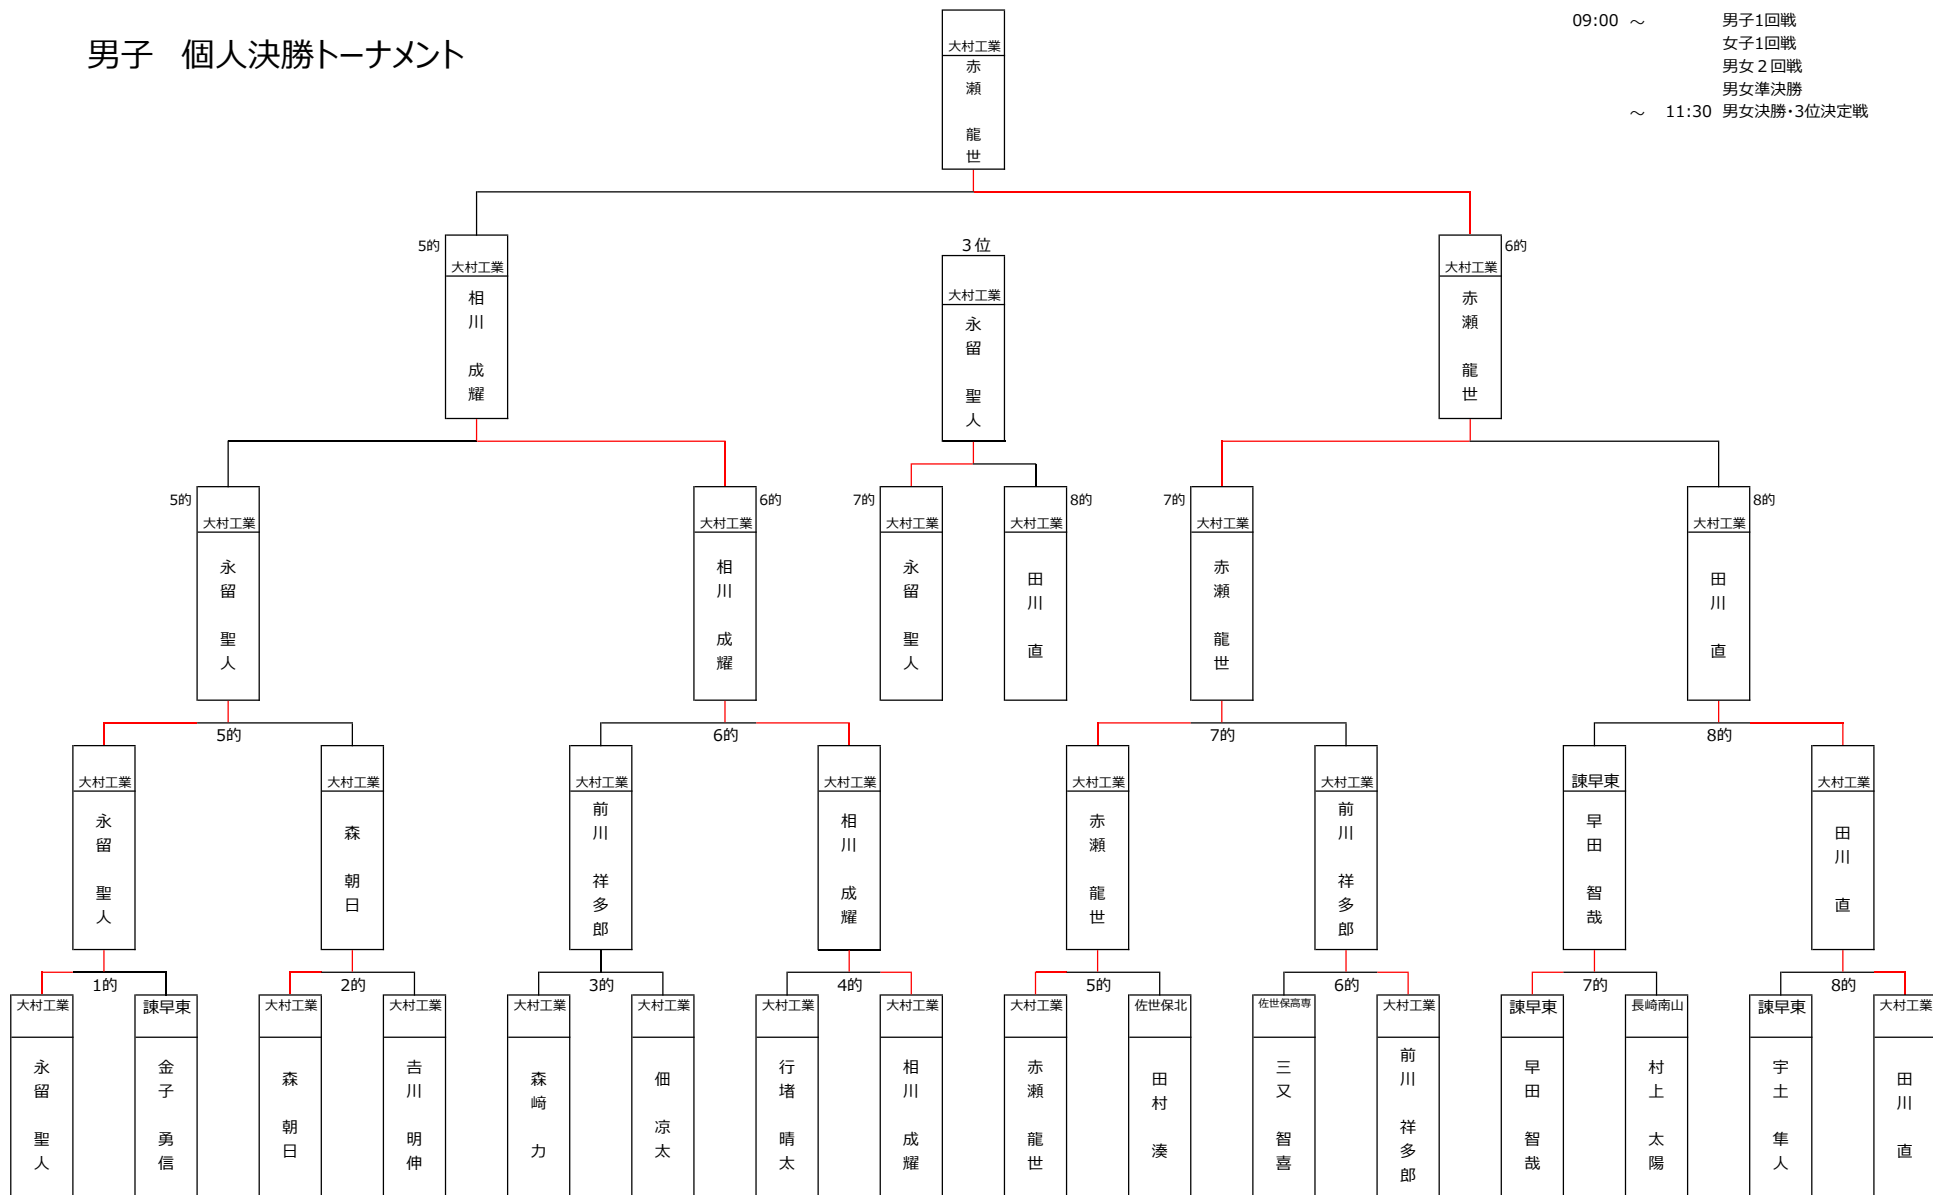 男子　個人決勝トーナメント
09:00 ～ 男子1回戦
女子1回戦
男女２回戦
男女準決勝
～ 11:30 男女決勝・3位決定戦
大村工業
赤瀬　龍世
5的
大村工業
相川　成耀
３位
大村工業
永留　聖人
6的
大村工業
赤瀬　龍世
5的
大村工業
永留　聖人
6的
大村工業
相川　成耀
7的
大村工業
永留　聖人
8的
大村工業
田川　直
7的
大村工業
赤瀬　龍世
8的
大村工業
田川　直
5的
6的
7的
8的
大村工業
永留　聖人
大村工業
森　朝日
大村工業
前川　祥多郎
大村工業
相川　成耀
大村工業
赤瀬　龍世
大村工業
前川　祥多郎
諫早東
早田　智哉
大村工業
田川　直
1的
2的
3的
4的
5的
6的
7的
8的
大村工業
永留　聖人
諫早東
金子　勇信
大村工業
森　朝日
大村工業
吉川　明伸
大村工業
森﨑　力
大村工業
佃　凉太
大村工業
行堵　晴太
大村工業
相川　成耀
大村工業
赤瀬　龍世
佐世保北
田村　湊
佐世保高専
三又　智喜
大村工業
前川　祥多郎
諫早東
早田　智哉
長崎南山
村上　太陽
諫早東
宇土　隼人
大村工業
田川　直